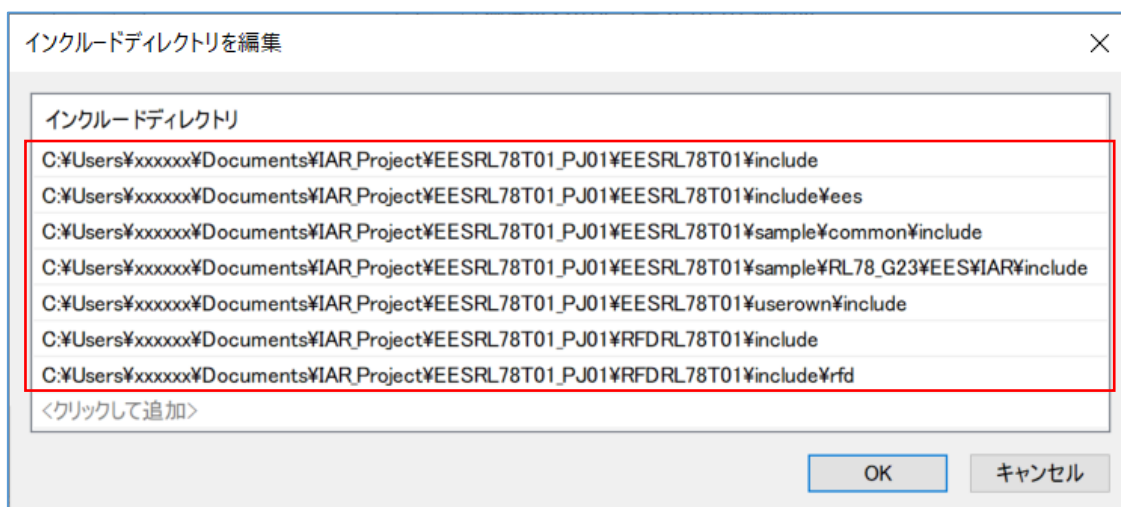 インクルードディレクトリを編集
インクルードディレクトリ
C:¥Users¥xxxxxx¥Documents¥IAR_Project¥EESRL78T01_PJ01¥EESRL78T01¥include
C:¥Users¥xxxxxx¥Documents¥IAR_Project¥EESRL78T01_PJ01¥EESRL78T01¥include¥ees
C:¥Users¥xxxxxx¥Documents¥IAR_Project¥EESRL78T01_PJ01¥EESRL78T01¥sample¥common¥include
C:¥Users¥xxxxxx¥Documents¥IAR_Project¥EESRL78T01_PJ01¥EESRL78T01¥sample¥RL78_G23¥EES¥IAR¥include
C:¥Users¥xxxxxx¥Documents¥IAR_Project¥EESRL78T01_PJ01¥EESRL78T01¥userown¥include
C:¥Users¥xxxxxx¥Documents¥IAR_Project¥EESRL78T01_PJ01¥RFDRL78T01¥include
C:¥Users¥xxxxxx¥Documents¥IAR_Project¥EESRL78T01_PJ01¥RFDRL78T01¥include¥rfd
<クリックして追加>
OK キャンセル